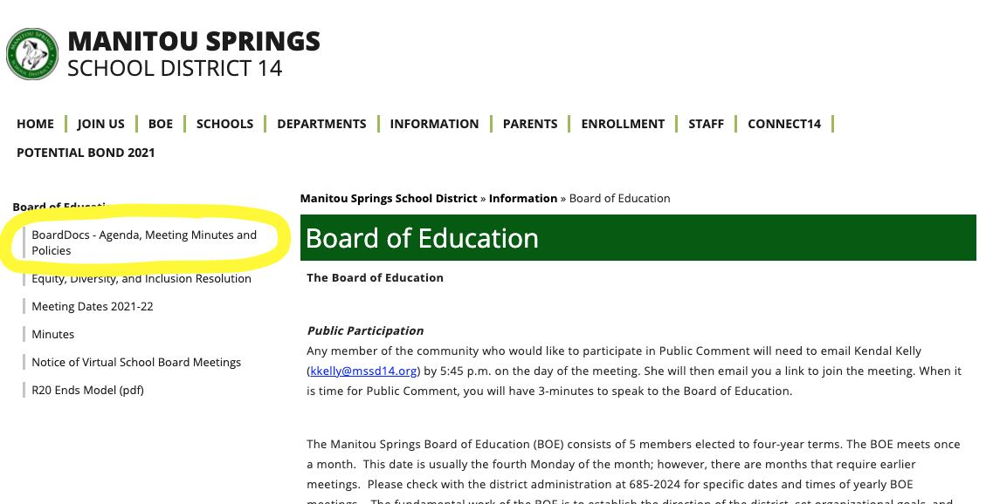 MANITOU SPRINGS
SCHOOL DISTRICT 14
HOME
JOIN US
BOE
SCHOOLS
DEPARTMENTS
INFORMATION
PARENTS
ENROLLMENT
STAFF
CONNECT14
POTENTIAL BOND 2021
Board of Educati
BoardDocs - Agenda, Meeting Minutes and
Policies
Equity, Diversity, and Inclusion Resolution
Meeting Dates 2021-22
Minutes
Notice of Virtual School Board Meetings
R20 Ends Model (pdf)
Manitou Springs School District » Information » Board of Education
Board of Education
The Board of Education
Public Participation
Any member of the community who would like to participate in Public Comment will need to email Kendal Kelly
(kkelly@mssd14.org) by 5:45 p.m. on the day of the meeting. She will then email you a link to join the meeting. When it
is time for Public Comment, you will have 3-minutes to speak to the Board of Education.
The Manitou Springs Board of Education (BOE) consists of 5 members elected to four-year terms. The BOE meets once
a month. This date is usually the fourth Monday of the month; however, there are months that require earlier
meetings. Please check with the district administration at 685-2024 for specific dates and times of yearly BOE
meetings. The fundamental work of the BOE is to establish the direction of the district, set organizational goals, and